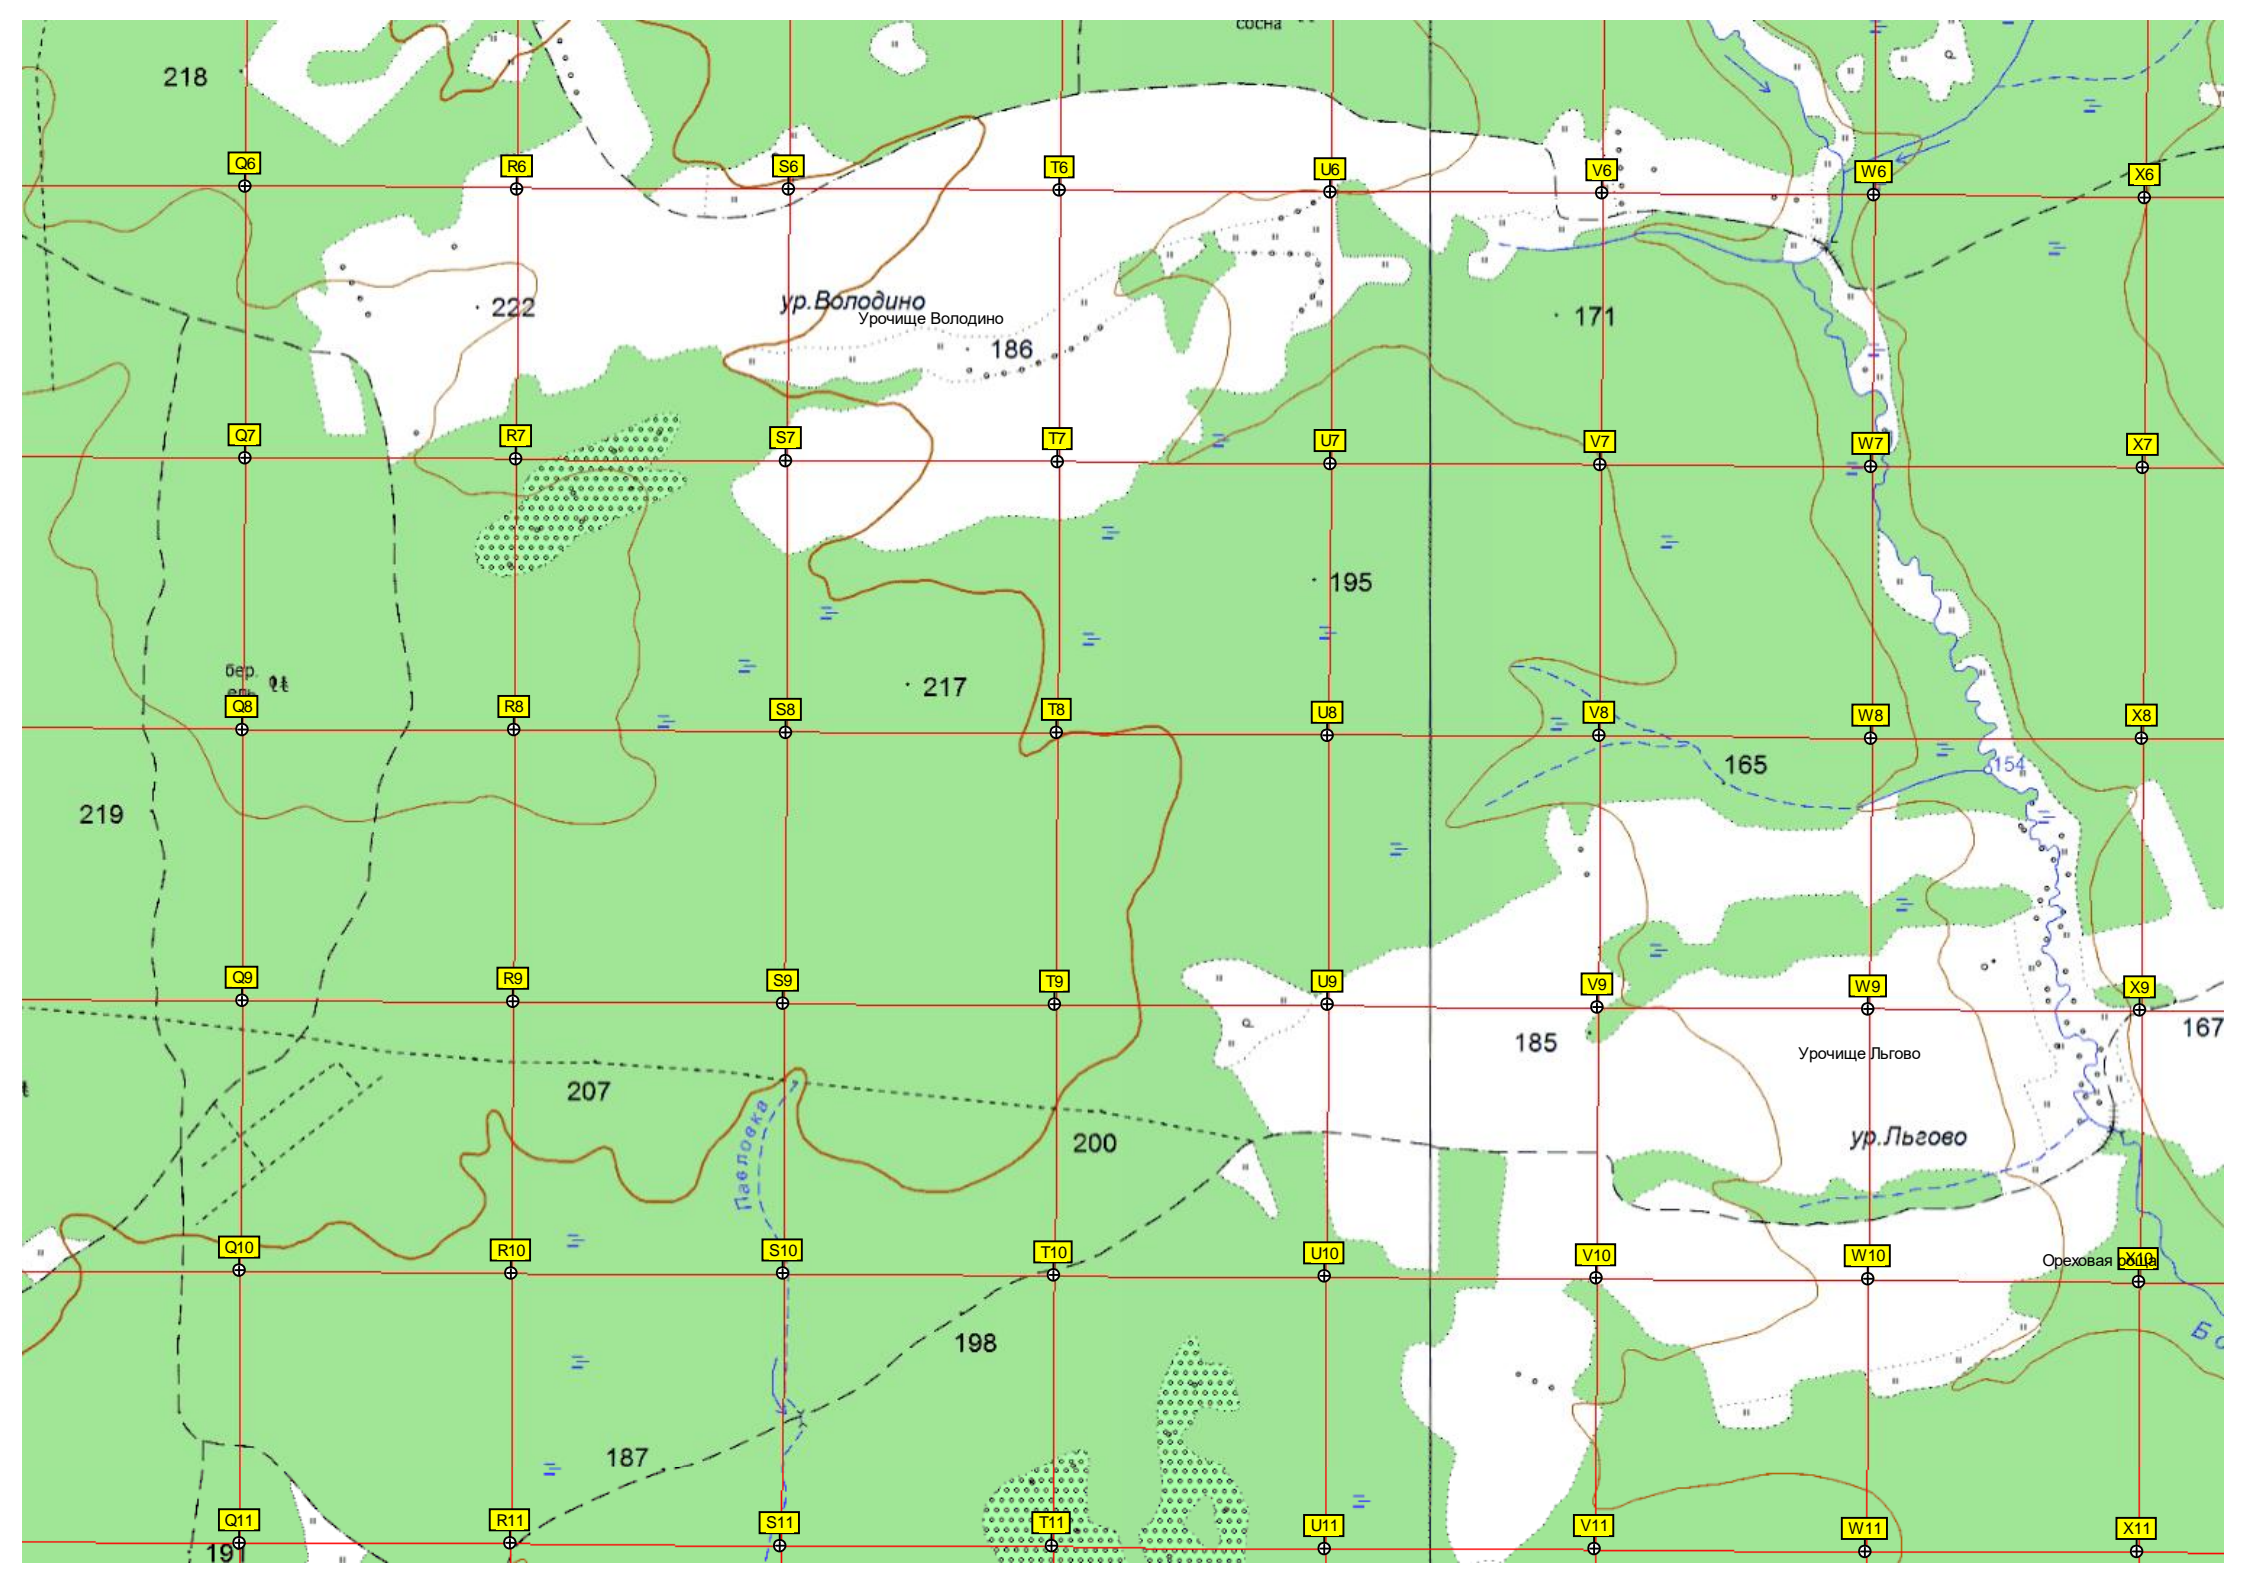 сосна
218
Q6
R6
S6
T6
U6
V6
W6
X6
222
ур.Володино
Урочище Володино
186
171
Q7
R7
S7
T7
U7
V7
W7
X7
195
бер.
ель
217
Q8
R8
S8
T8
U8
V8
W8
X8
165
154
219
Q9
R9
S9
T9
U9
V9
W9
X9
185
167
Урочище Льгово
207
Павловка
200
ур.Льгово
Q10
R10
S10
T10
U10
V10
W10
X10
Ореховая роща
198
187
Q11
R11
S11
T11
U11
V11
W11
X11